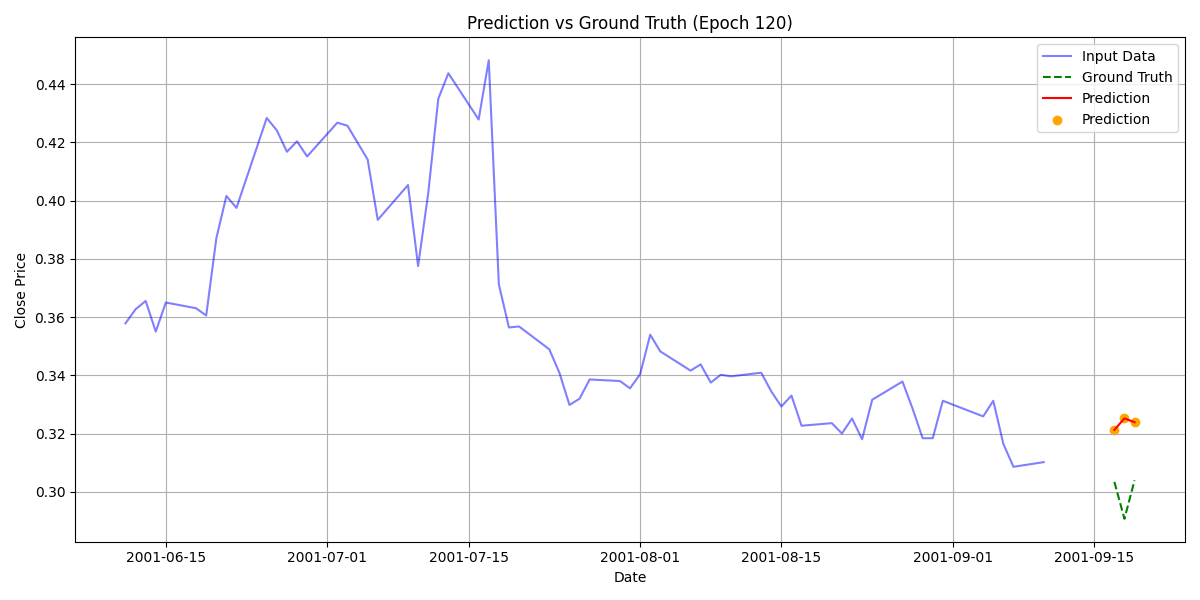 Prediction vs Ground Truth (Epoch 120)
Input Data
Ground Truth
Prediction
Prediction
Close Price
0.44
0.42
0.40
0.38
0.36
0.34
0.32
0.30
2001-06-15
2001-07-01
2001-07-15
2001-08-01
2001-08-15
2001-09-01
2001-09-15
Date